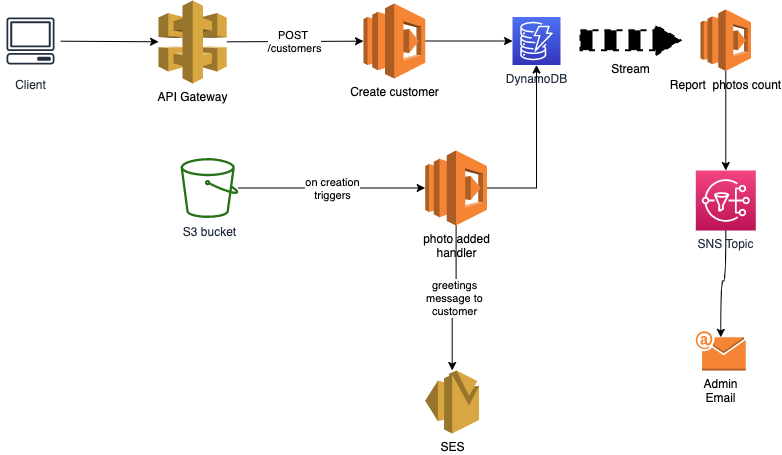 POST
/customers
Client
API Gateway
Create customer
DynamoDB
Stream
Report photos count
on creation
triggers
S3 bucket
photo added
handler
SNS Topic
greetings
message to
customer
@
Admin
Email
SES